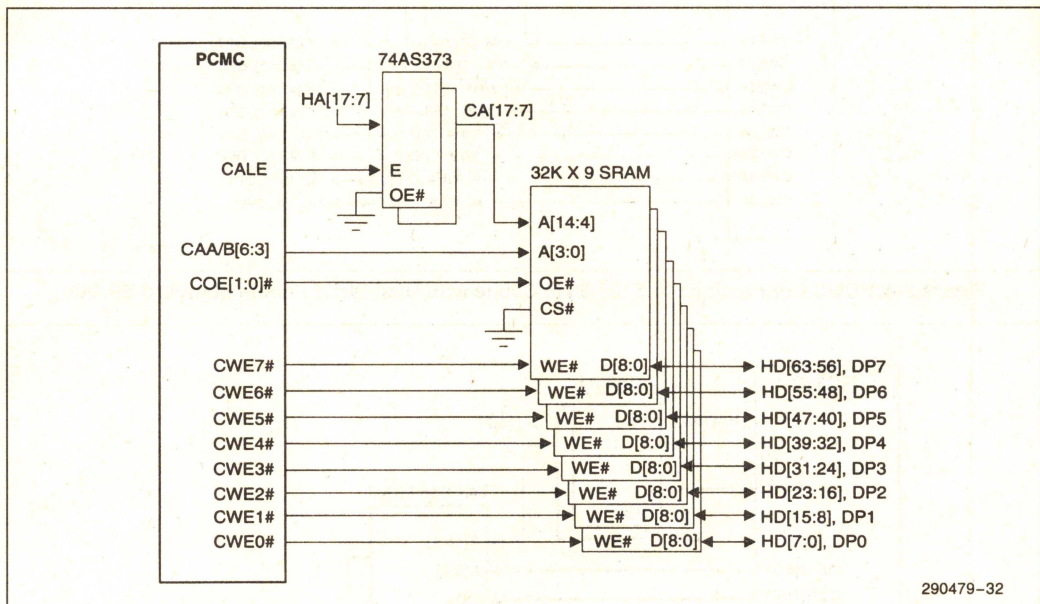 PCMC
74AS373
HA[17:7]
CA[17:7]
CALE
E
OE#
32K X 9 SRAM
A[14:4]
CAA/B[6:3]
A[3:0]
COE[1:0]#
OE#
CS#
CWE7#
WE# D[8:0]
HD[63:56], DP7
CWE6#
WE# D[8:0]
HD[55:48], DP6
CWE5#
WE# D[8:0]
HD[47:40], DP5
CWE4#
WE# D[8:0]
HD[39:32], DP4
CWE3#
WE# D[8:0]
HD[31:24], DP3
CWE2#
WE# D[8:0]
HD[23:16], DP2
CWE1#
WE# D[8:0]
HD[15:8], DP1
CWE0#
WE# D[8:0]
HD[7:0], DP0
290479-32